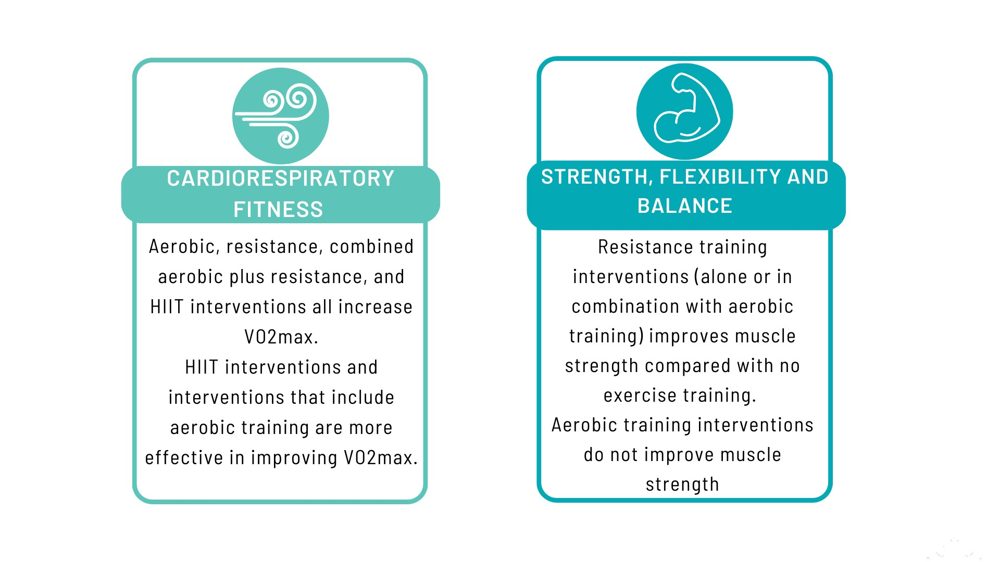 CARDIORESPIRATORY
FITNESS
Aerobic, resistance, combined
aerobic plus resistance, and
HIIT interventions all increase
VO2max.
HIIT interventions and
interventions that include
aerobic training are more
effective in improving VO2max.
STRENGTH, FLEXIBILITY AND
BALANCE
Resistance training
interventions (alone or in
combination with aerobic
training) improves muscle
strength compared with no
exercise training.
Aerobic training interventions
do not improve muscle
strength